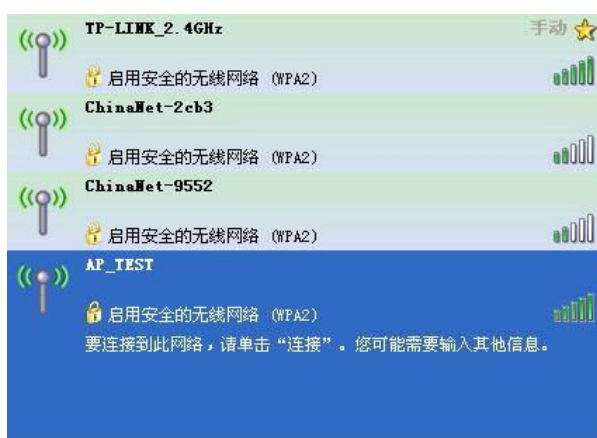 TP-LINK_2.4GHz 手动
启用安全的无线网络 (WPA2)
ChinaNet-2cb3
启用安全的无线网络 (WPA2)
ChinaNet-9552
启用安全的无线网络 (WPA2)
AP_TEST
启用安全的无线网络 (WPA2)
要连接到此网络，请单击“连接”。您可能需要输入其他信息。